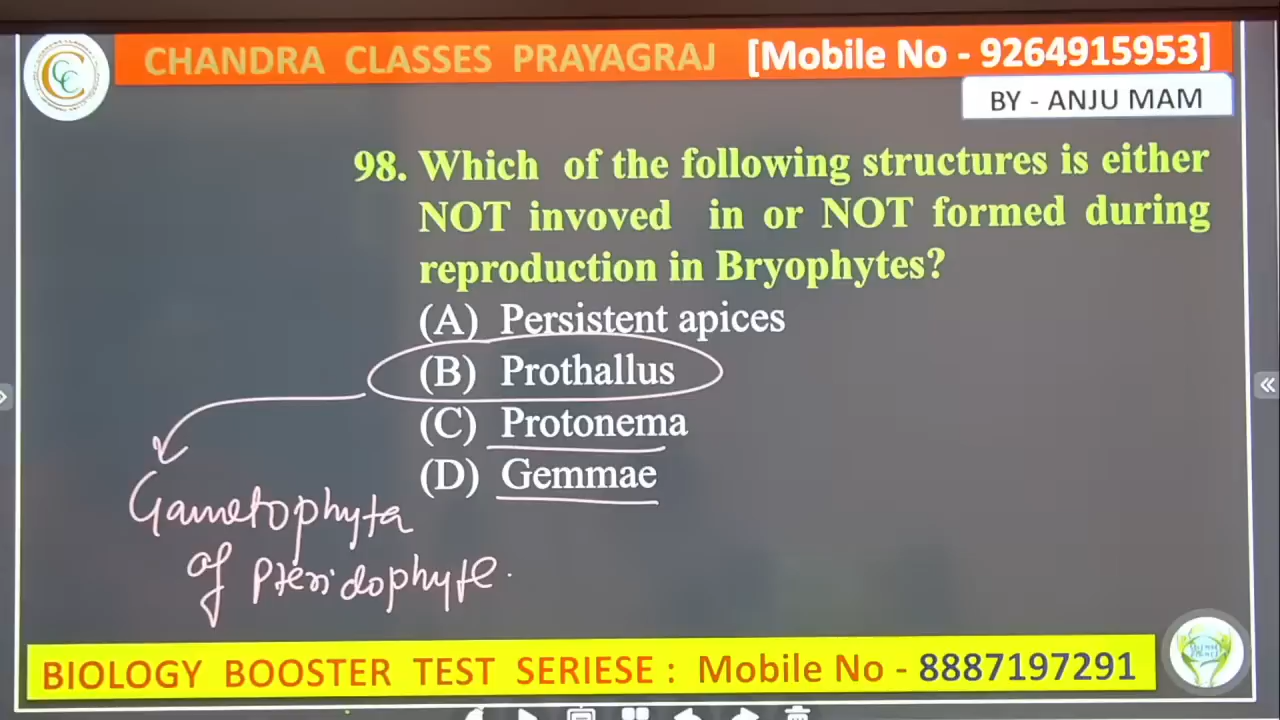 CHANDRA CLASSES PRAYAGRAJ [Mobile No - 9264915953]
BY - ANJU MAM
98. Which of the following structures is either
NOT invoved in or NOT formed during
reproduction in Bryophytes?
(A) Persistent apices
(B) Prothallus
(C) Protonema
(D) Gemmae
Gametophyte
of Pteridophyte.
BIOLOGY BOOSTER TEST SERIESE : Mobile No - 8887197291